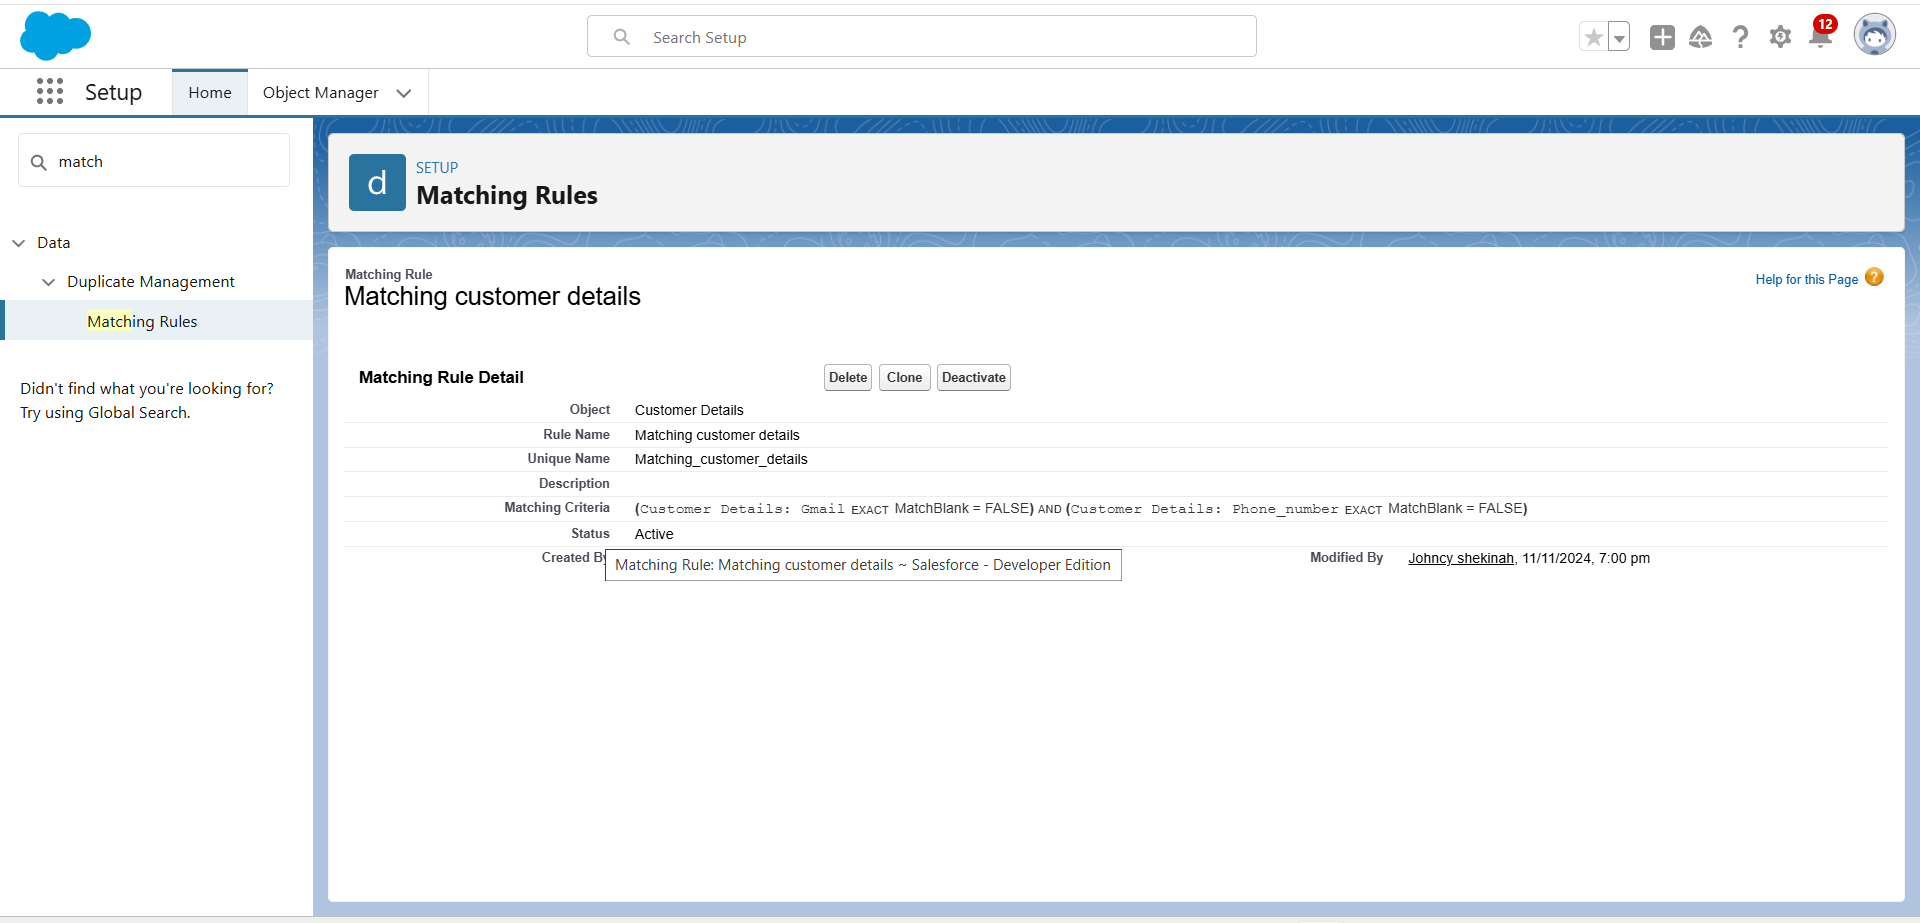 Search Setup
12
Setup
Home
Object Manager
match
Data
Duplicate Management
Matching Rules
Didn't find what you're looking for?
Try using Global Search.
d
SETUP
Matching Rules
Matching Rule
Matching customer details
Help for this Page ?
Matching Rule Detail
Delete
Clone
Deactivate
Object Customer Details
Rule Name Matching customer details
Unique Name Matching_customer_details
Description
Matching Criteria (Customer Details: Gmail EXACT MatchBlank = FALSE) AND (Customer Details: Phone_number EXACT MatchBlank = FALSE)
Status Active
Created By
Matching Rule: Matching customer details ~ Salesforce - Developer Edition
Modified By Johncy shekinah, 11/11/2024, 7:00 pm